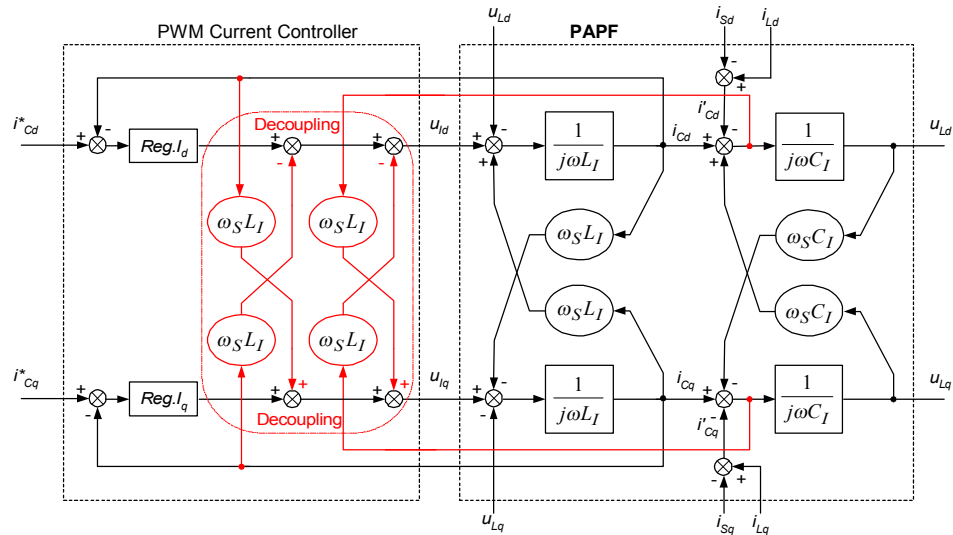 PWM Current Controller
PAPF
u_Ld
i_Sd
i_Ld
i*_Cd
+
-
Reg.I_d
+
-
Decoupling
+
-
u_Id
+
-
+
1/(jωL_I)
i_Cd
-
+
i'_Cd
+
-
+
1/(jωC_I)
u_Ld
ω_S L_I
ω_S L_I
ω_S L_I
ω_S C_I
ω_S L_I
ω_S L_I
ω_S L_I
ω_S C_I
i*_Cq
+
-
Reg.I_q
+
+
Decoupling
+
+
u_Iq
+
-
-
1/(jωL_I)
i_Cq
+
-
-
i'_Cq
1/(jωC_I)
u_Lq
-
+
u_Lq
i_Sq
i_Lq